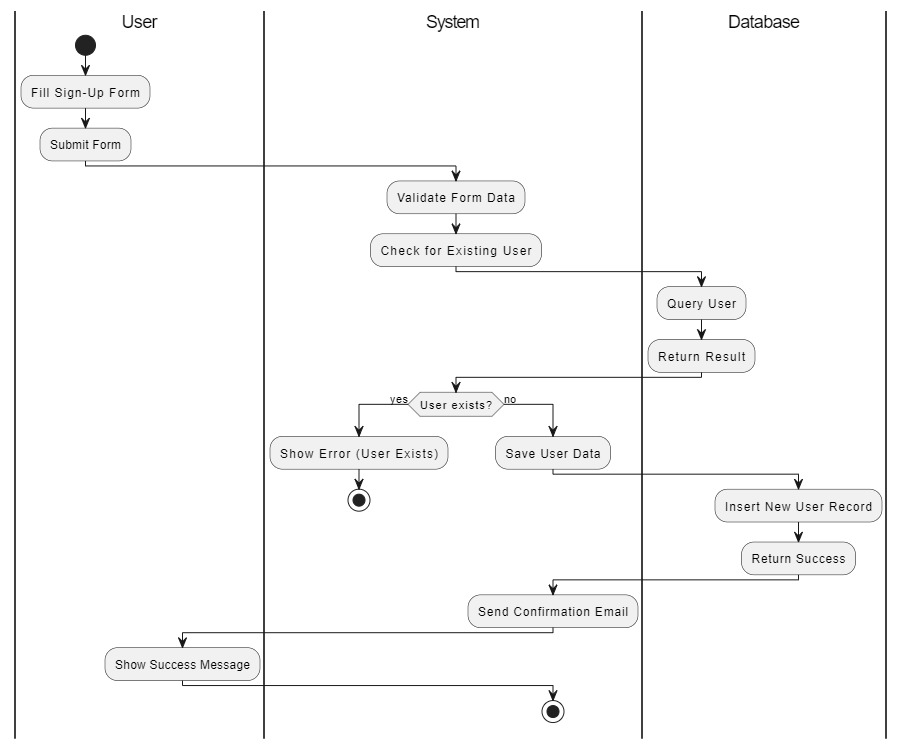 User
System
Database
Fill Sign-Up Form
Submit Form
Validate Form Data
Check for Existing User
Query User
Return Result
yes
User exists?
no
Show Error (User Exists)
Save User Data
Insert New User Record
Return Success
Send Confirmation Email
Show Success Message